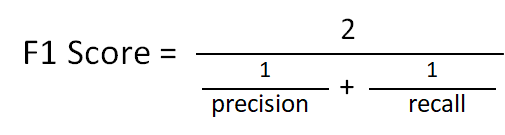 F1 Score =
2
1
precision
+
1
recall